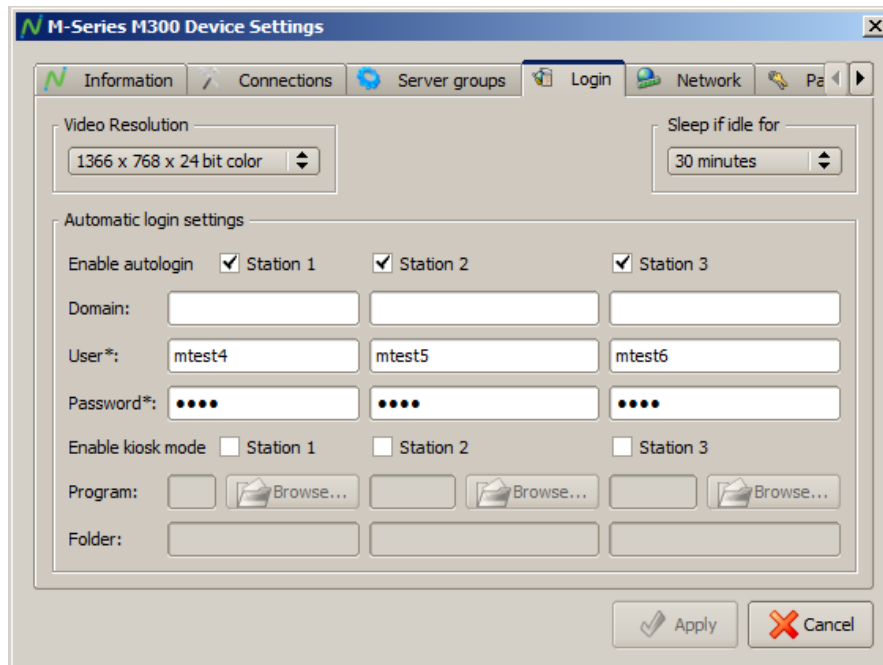 M-Series M300 Device Settings
Information Connections Server groups Login Network Pa
Video Resolution Sleep if idle for
1366 x 768 x 24 bit color 30 minutes
Automatic login settings
Enable autologin Station 1 Station 2 Station 3
Domain:
User*: mtest4 mtest5 mtest6
Password*: •••• •••• ••••
Enable kiosk mode Station 1 Station 2 Station 3
Program: Browse... Browse... Browse...
Folder:
Apply Cancel